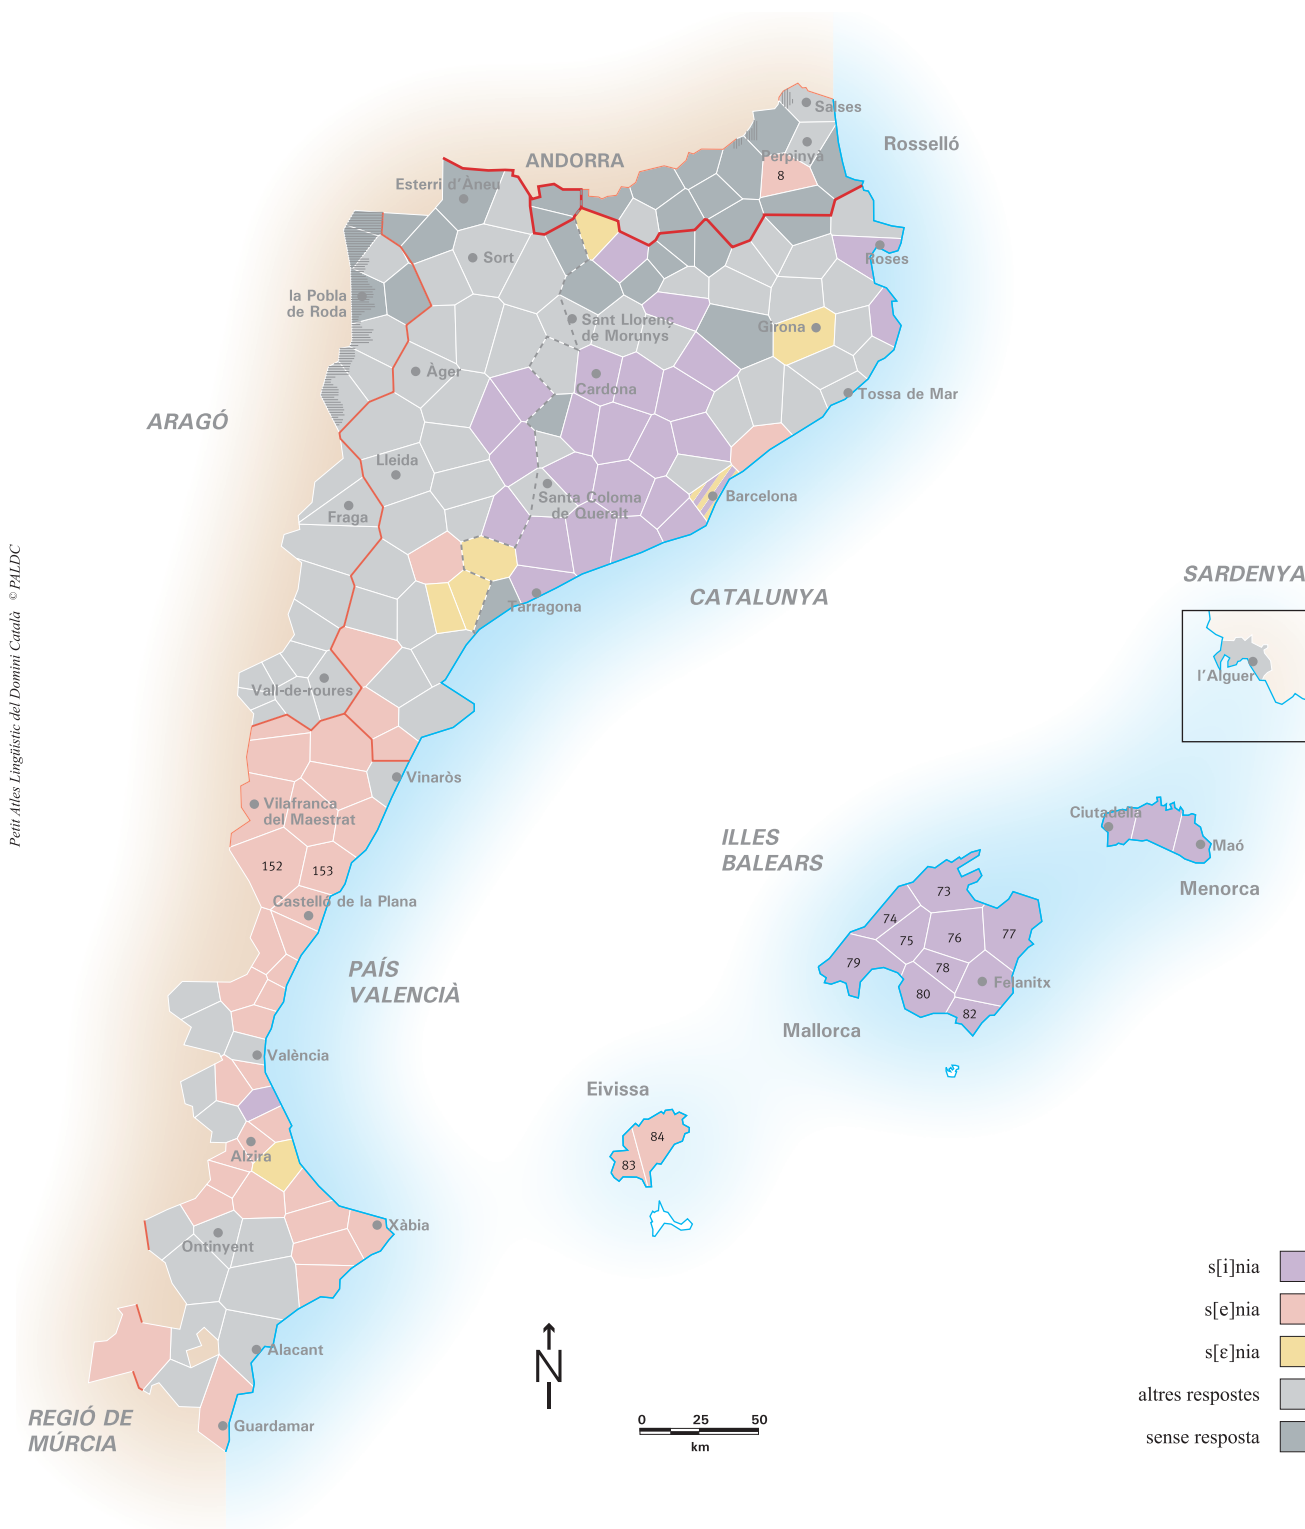 Salses
Rosselló
ANDORRA
Perpinyà
8
Esterri d'Àneu
Roses
Sort
la Pobla
de Roda
Sant Llorenç
de Morunys
Girona
Àger
Cardona
Tossa de Mar
ARAGÓ
Lleida
Santa Coloma
de Queralt
Barcelona
Fraga
SARDENYA
CATALUNYA
Tarragona
Petit Atles Lingüístic del Domini Català © PALDC
l'Alguer
Vall-de-roures
Vinaròs
Vilafranca
del Maestrat
Ciutadella
Maó
ILLES
BALEARS
Menorca
152
153
73
Castelló de la Plana
74
75
76
77
79
78
Felanitx
80
82
PAÍS
VALENCIÀ
Mallorca
València
Eivissa
84
83
Alzira
Xàbia
Ontinyent
s[i]nia
s[e]nia
s[ɛ]nia
altres respostes
sense resposta
Alacant
N
REGIÓ DE
MÚRCIA
Guardamar
0 25 50
km